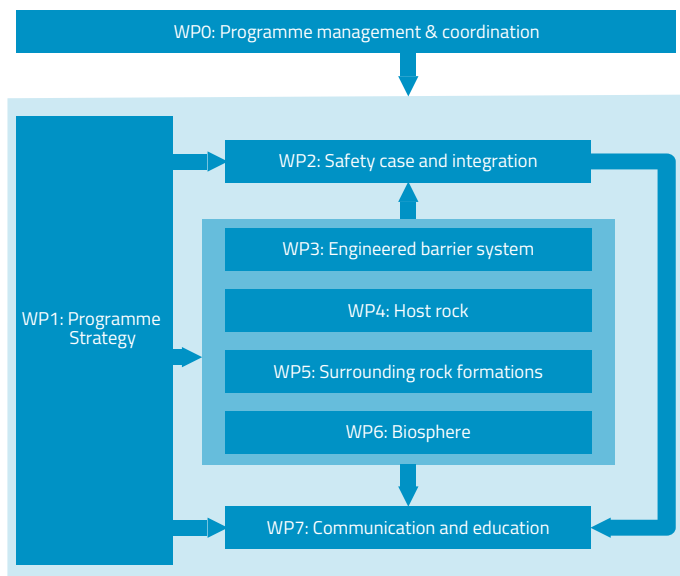 WP0: Programme management & coordination
WP2: Safety case and integration
WP3: Engineered barrier system
WP4: Host rock
WP1: Programme
Strategy
WP5: Surrounding rock formations
WP6: Biosphere
WP7: Communication and education